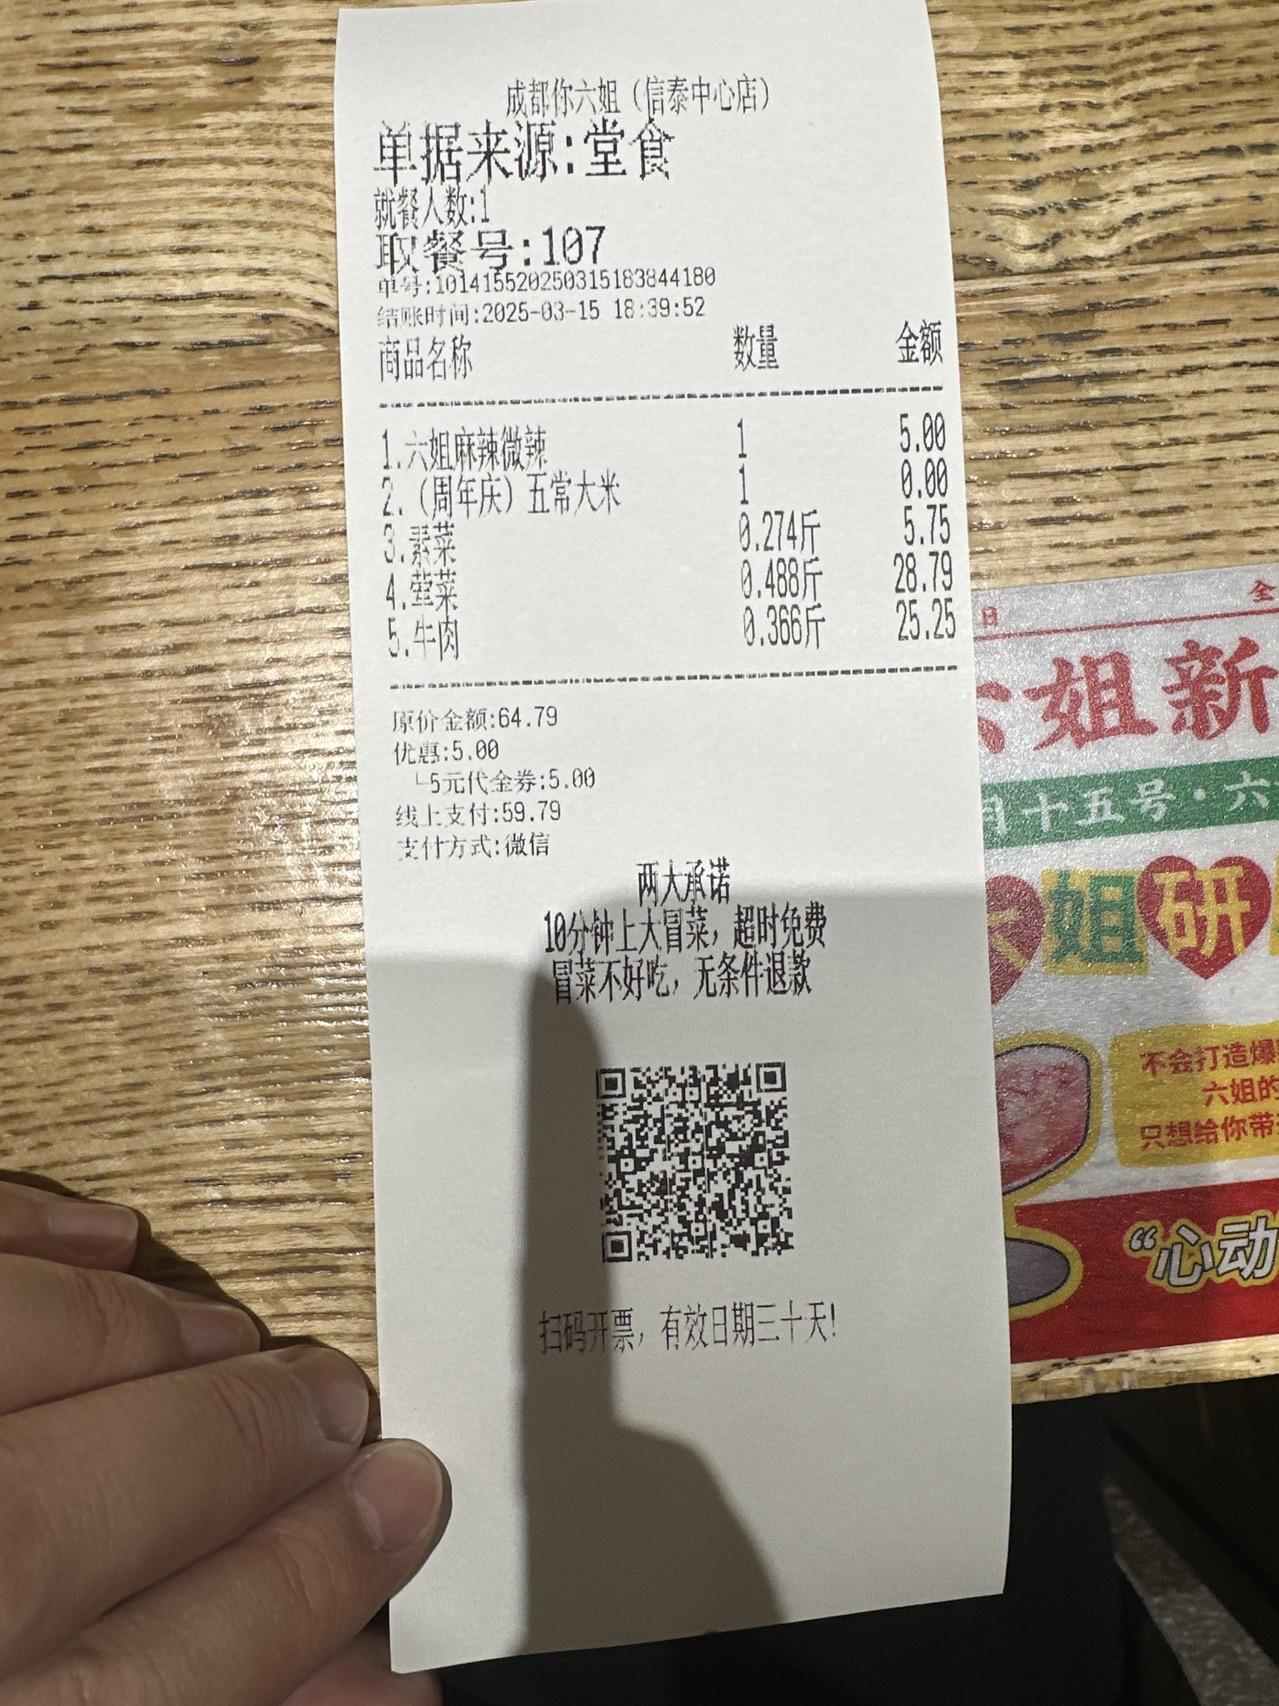 成都你六姐（信泰中心店）
单据来源:堂食
就餐人数:1
取餐号:107
单号:101415520250315183844180
结账时间:2025-03-15 18:39:52
商品名称 数量 金额
1.六姐麻辣微辣 1 5.00
2.（周年庆）五常大米 1 0.00
3.素菜 0.274斤 5.75
4.荤菜 0.488斤 28.79
5.牛肉 0.366斤 25.25
原价金额:64.79
优惠:5.00
└5元代金券:5.00
线上支付:59.79
支付方式:微信
两大承诺
10分钟上大冒菜，超时免费
冒菜不好吃，无条件退款
扫码开票，有效日期三十天!
日 全
六姐新
月十五号·六
六姐研
不会打造爆
六姐的
只想给你带
“心动